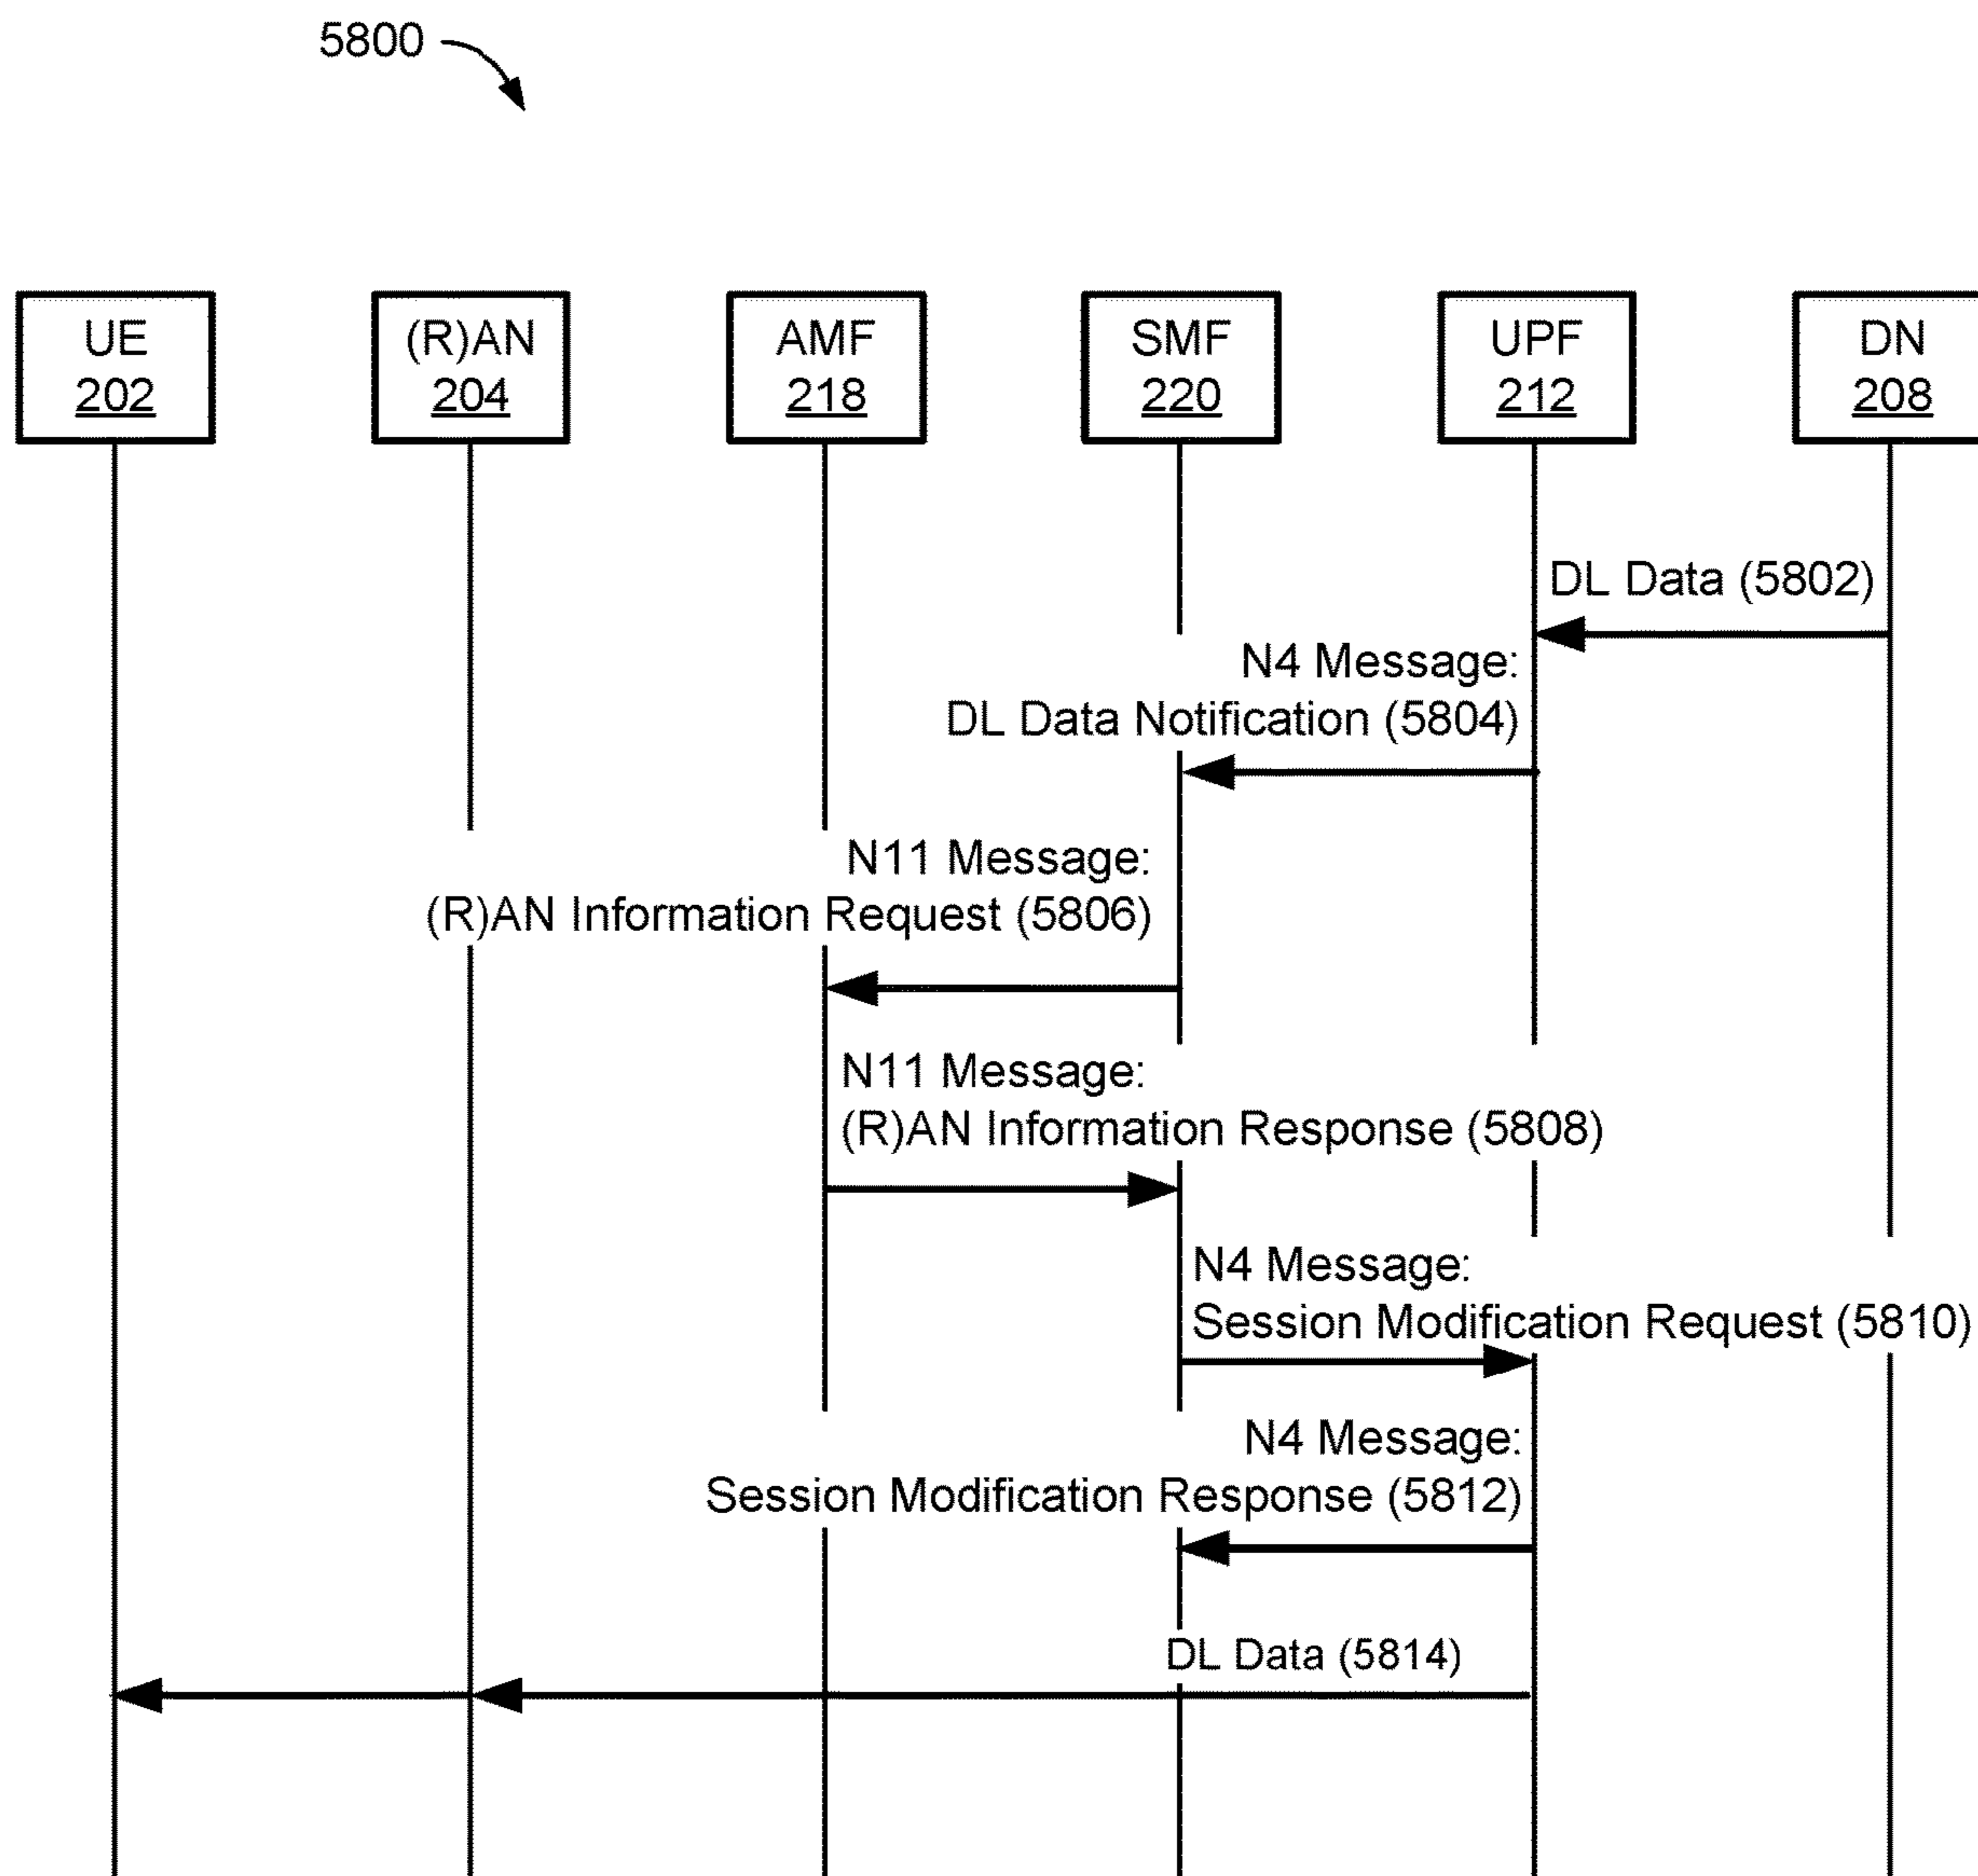 5800
UE
202
(R)AN
204
AMF
218
SMF
220
UPF
212
DN
208
DL Data (5802)
N4 Message:
DL Data Notification (5804)
N11 Message:
(R)AN Information Request (5806)
N11 Message:
(R)AN Information Response (5808)
N4 Message:
Session Modification Request (5810)
N4 Message:
Session Modification Response (5812)
DL Data (5814)